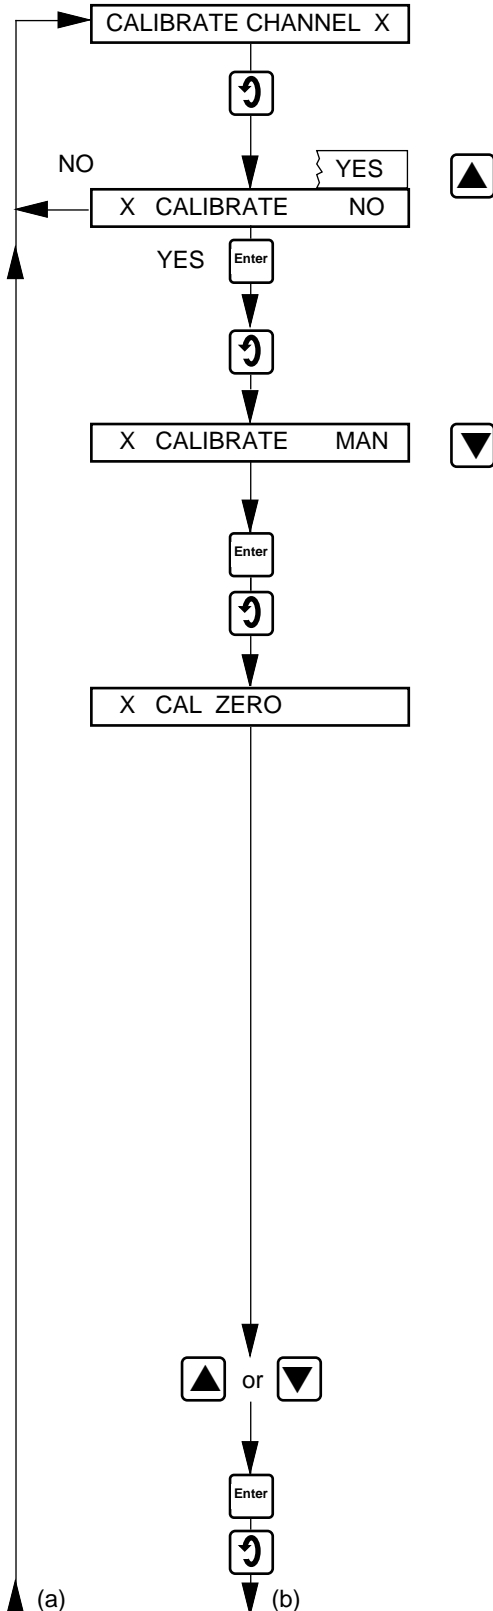 CALIBRATE CHANNEL X
NO
YES
X CALIBRATE NO
YES Enter
X CALIBRATE MAN
Enter
X CAL ZERO
or
Enter
(a) (b)